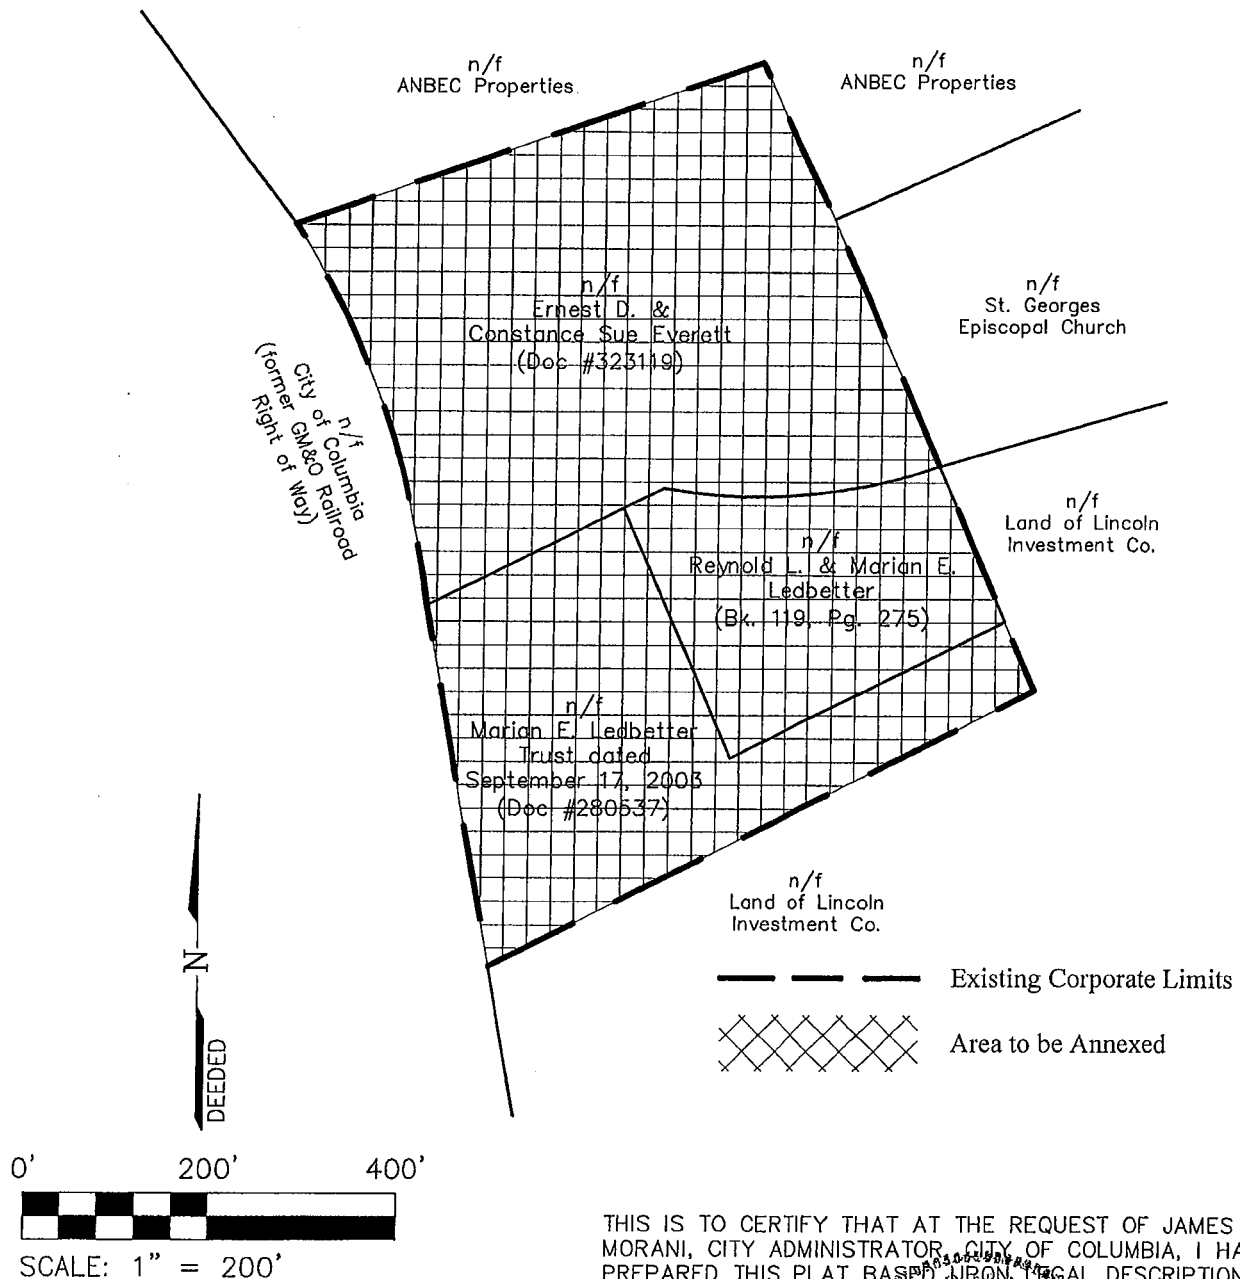 n/f
ANBEC Properties
n/f
ANBEC Properties
n/f
Ernest D. &
Constance Sue Everett
(Doc #323119)
n/f
St. Georges
Episcopal Church
n/f
City of Columbia
(former GM&O Railroad
Right of Way)
n/f
Land of Lincoln
Investment Co.
n/f
Reynold L. & Marian E.
Ledbetter
(Bk. 119, Pg. 275)
n/f
Marian E. Ledbetter
Trust dated
September 17, 2003
(Doc #280537)
n/f
Land of Lincoln
Investment Co.
N
DEEDED
Existing Corporate Limits
Area to be Annexed
0' 200' 400'
SCALE: 1" = 200'
THIS IS TO CERTIFY THAT AT THE REQUEST OF JAMES
MORANI, CITY ADMINISTRATOR, CITY OF COLUMBIA, I HA
PREPARED THIS PLAT BASED UPON LEGAL DESCRIPTION